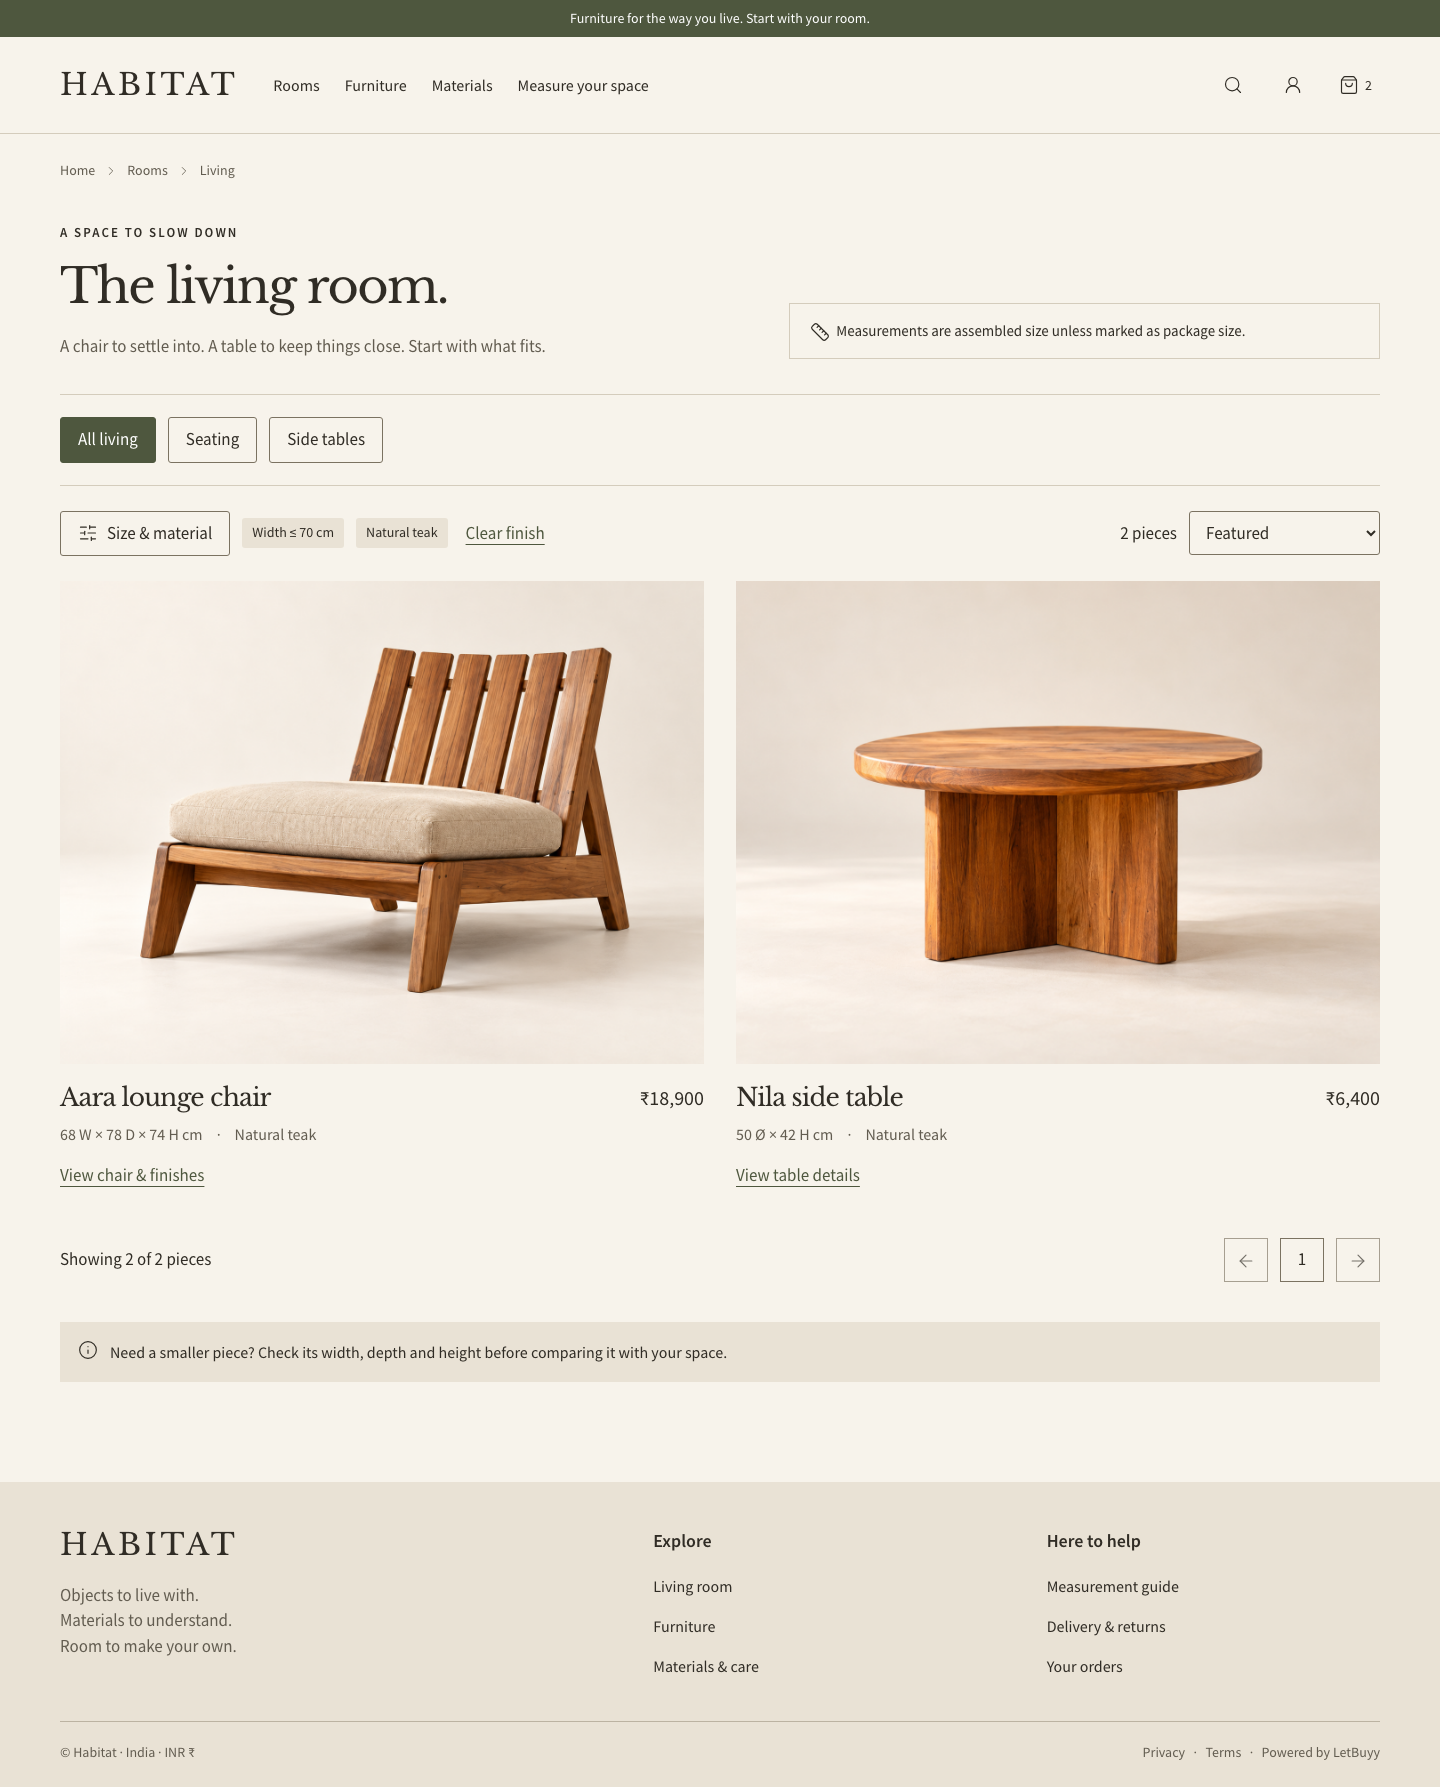 Furniture for the way you live. Start with your room.
HABITAT
Rooms
Furniture
Materials
Measure your space
2
Home
Rooms
Living
A SPACE TO SLOW DOWN
The living room.
A chair to settle into. A table to keep things close. Start with what fits.
Measurements are assembled size unless marked as package size.
All living
Seating
Side tables
Size & material
Width ≤ 70 cm
Natural teak
Clear finish
2 pieces
Featured
Aara lounge chair
₹18,900
68 W × 78 D × 74 H cm · Natural teak
View chair & finishes
Nila side table
₹6,400
50 Ø × 42 H cm · Natural teak
View table details
Showing 2 of 2 pieces
1
Need a smaller piece? Check its width, depth and height before comparing it with your space.
HABITAT
Objects to live with.
Materials to understand.
Room to make your own.
Explore
Living room
Furniture
Materials & care
Here to help
Measurement guide
Delivery & returns
Your orders
© Habitat · India · INR ₹
Privacy · Terms · Powered by LetBuyy